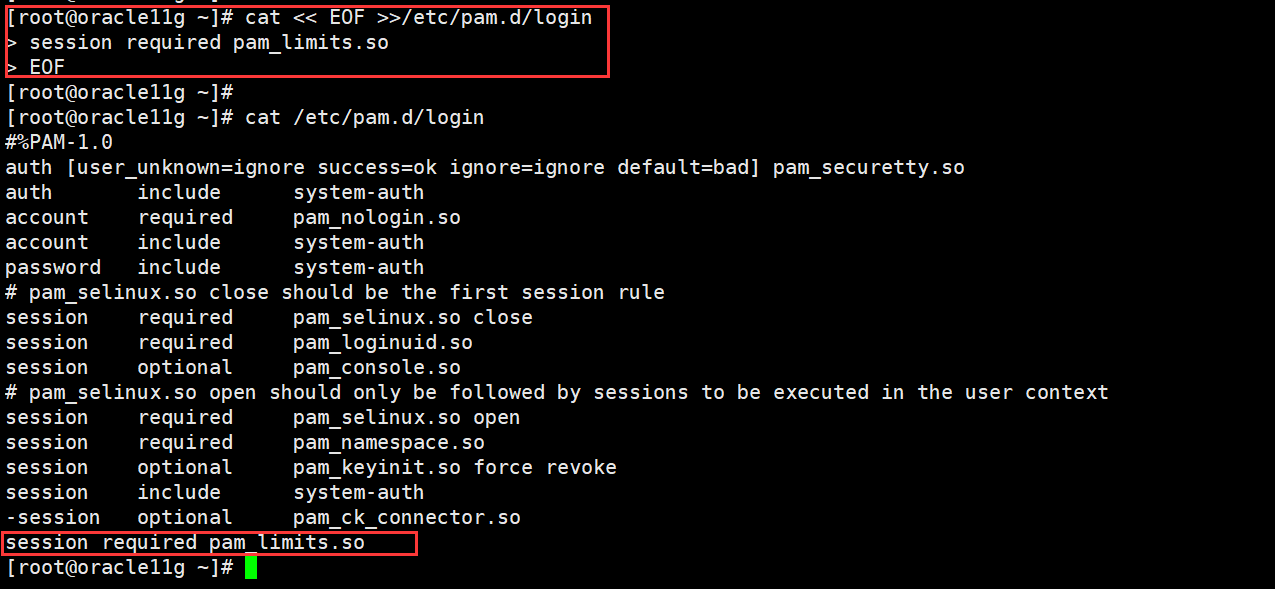 [root@oracle11g ~]# cat << EOF >>/etc/pam.d/login
> session required pam_limits.so
> EOF
[root@oracle11g ~]#
[root@oracle11g ~]# cat /etc/pam.d/login
#%PAM-1.0
auth [user_unknown=ignore success=ok ignore=ignore default=bad] pam_securetty.so
auth       include      system-auth
account    required     pam_nologin.so
account    include      system-auth
password   include      system-auth
# pam_selinux.so close should be the first session rule
session    required     pam_selinux.so close
session    required     pam_loginuid.so
session    optional     pam_console.so
# pam_selinux.so open should only be followed by sessions to be executed in the user context
session    required     pam_selinux.so open
session    required     pam_namespace.so
session    optional     pam_keyinit.so force revoke
session    include      system-auth
-session   optional     pam_ck_connector.so
session required pam_limits.so
[root@oracle11g ~]#